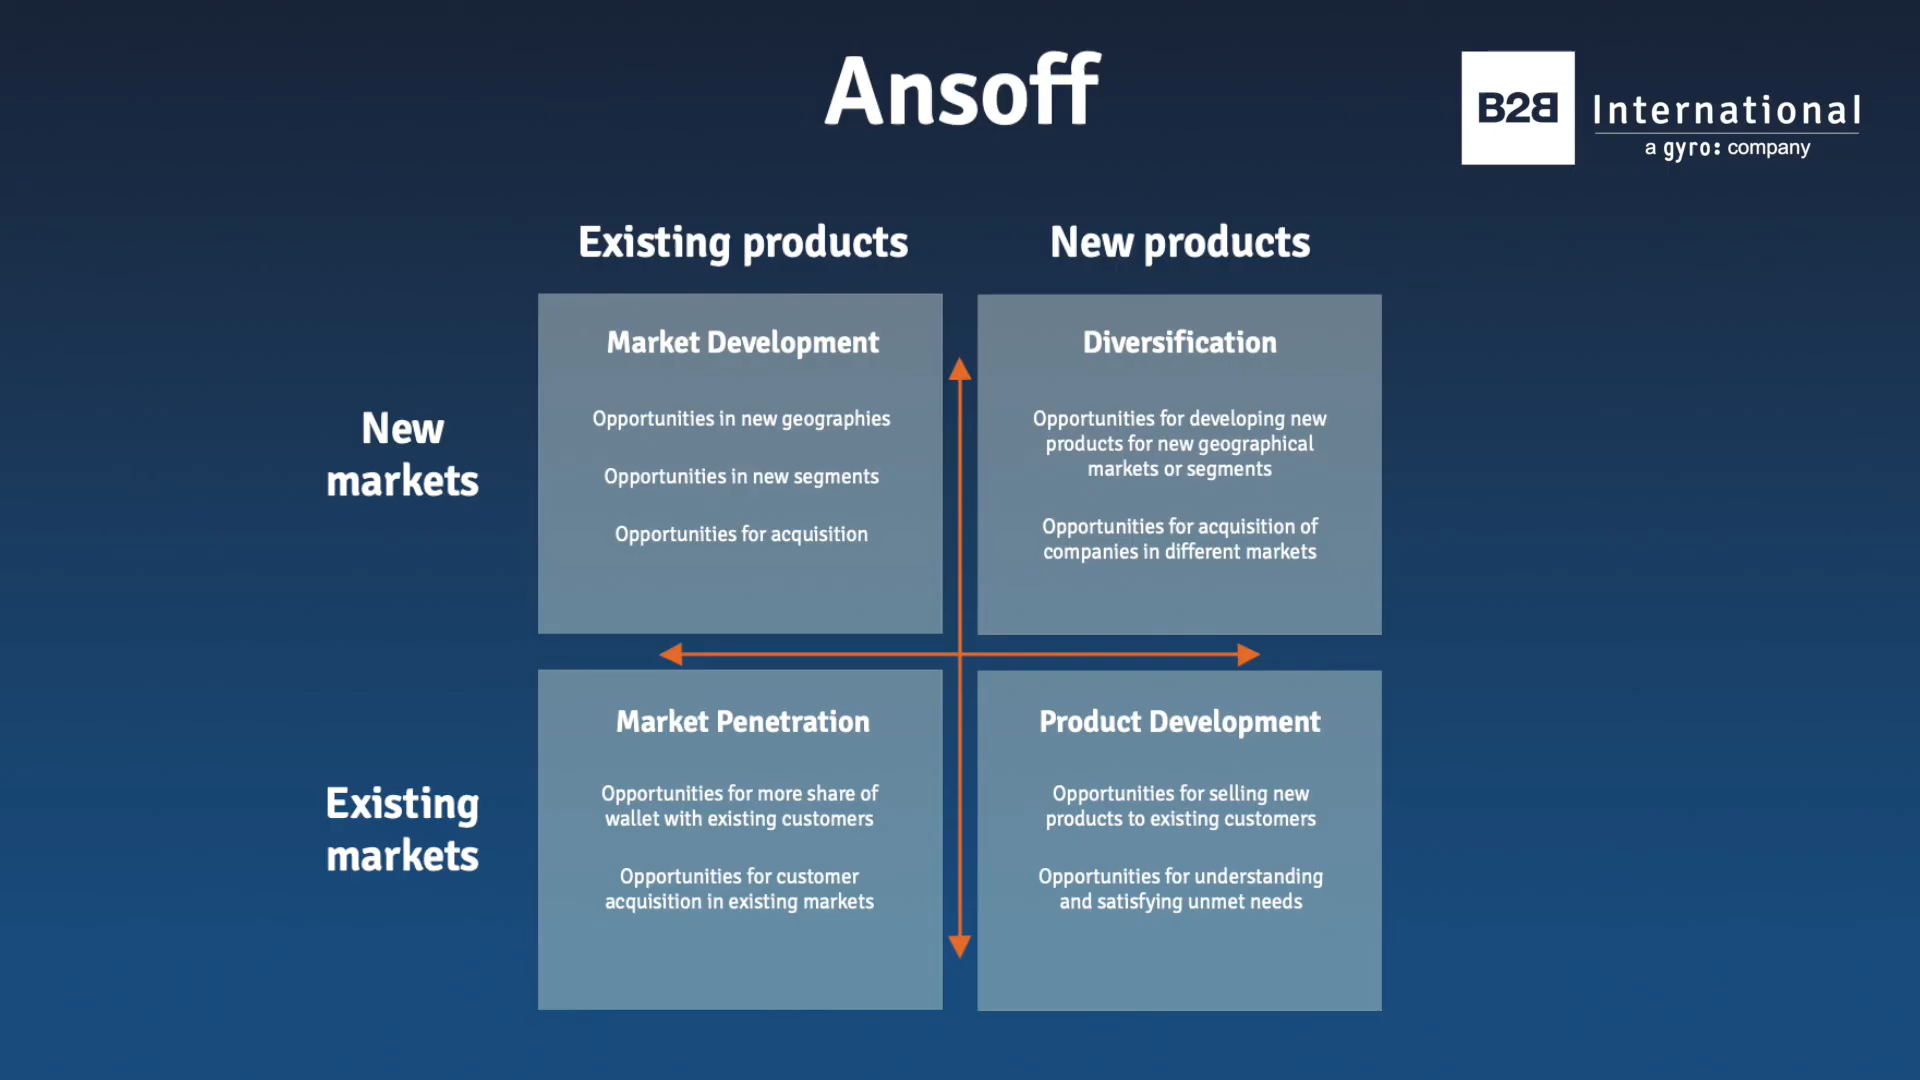 Ansoff
B2B International
a gyro: company
Existing products
New products
New
markets
Market Development
Opportunities in new geographies
Opportunities in new segments
Opportunities for acquisition
Diversification
Opportunities for developing new
products for new geographical
markets or segments
Opportunities for acquisition of
companies in different markets
Existing
markets
Market Penetration
Opportunities for more share of
wallet with existing customers
Opportunities for customer
acquisition in existing markets
Product Development
Opportunities for selling new
products to existing customers
Opportunities for understanding
and satisfying unmet needs